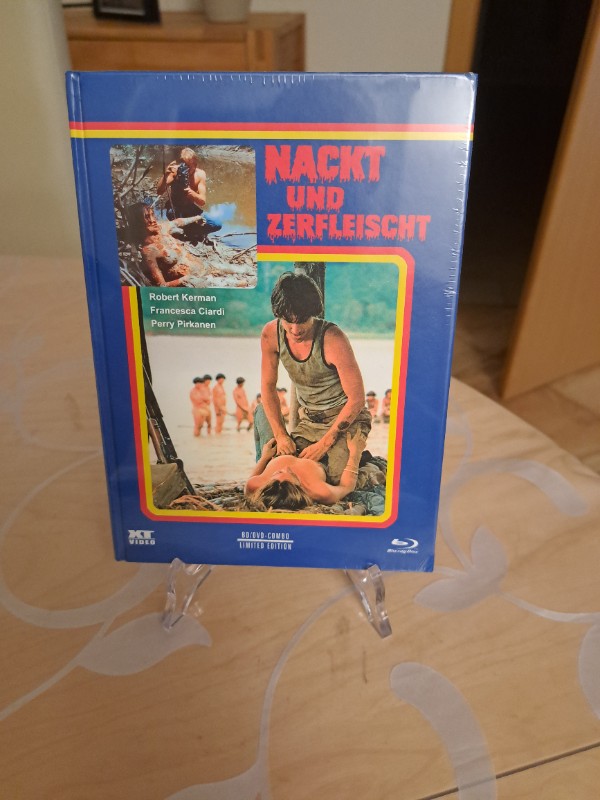 NACKT
UND
ZERFLEISCHT
Robert Kerman
Francesca Ciardi
Perry Pirkanen
XT
VIDEO
BD/DVD-COMBO
LIMITED EDITION
Blu-ray Disc